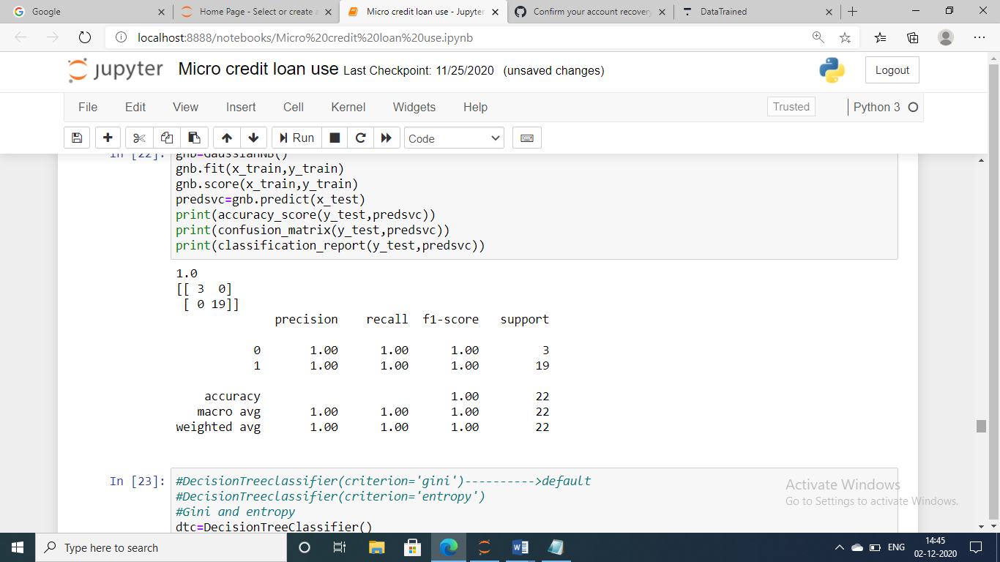 Google
Home Page - Select or create a
Micro credit loan use - Jupyter
Confirm your account recovery
DataTrained
localhost:8888/notebooks/Micro%20credit%20loan%20use.ipynb
jupyter Micro credit loan use Last Checkpoint: 11/25/2020 (unsaved changes)
Logout
File Edit View Insert Cell Kernel Widgets Help
Trusted
Python 3
Run
Code
In [22]: gnb=GaussianNB()
gnb.fit(x_train,y_train)
gnb.score(x_train,y_train)
predsvc=gnb.predict(x_test)
print(accuracy_score(y_test,predsvc))
print(confusion_matrix(y_test,predsvc))
print(classification_report(y_test,predsvc))
1.0
[[ 3  0]
[ 0 19]]
precision recall f1-score support
0 1.00 1.00 1.00 3
1 1.00 1.00 1.00 19
accuracy 1.00 22
macro avg 1.00 1.00 1.00 22
weighted avg 1.00 1.00 1.00 22
In [23]: #DecisionTreeclassifier(criterion='gini')---------->default
#DecisionTreeclassifier(criterion='entropy')
#Gini and entropy
dtc=DecisionTreeClassifier()
Activate Windows
Go to Settings to activate Windows.
Type here to search
ENG
14:45
02-12-2020